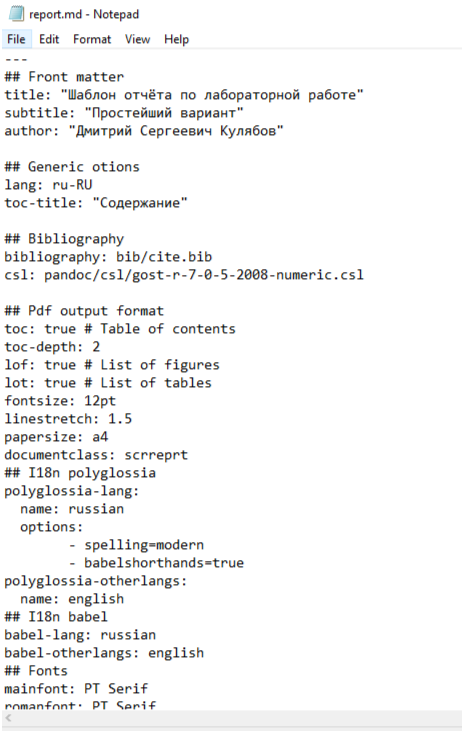 report.md - Notepad
File Edit Format View Help
---
## Front matter
title: "Шаблон отчёта по лабораторной работе"
subtitle: "Простейший вариант"
author: "Дмитрий Сергеевич Кулябов"

## Generic otions
lang: ru-RU
toc-title: "Содержание"

## Bibliography
bibliography: bib/cite.bib
csl: pandoc/csl/gost-r-7-0-5-2008-numeric.csl

## Pdf output format
toc: true # Table of contents
toc-depth: 2
lof: true # List of figures
lot: true # List of tables
fontsize: 12pt
linestretch: 1.5
papersize: a4
documentclass: scrreprt
## I18n polyglossia
polyglossia-lang:
  name: russian
  options:
        - spelling=modern
        - babelshorthands=true
polyglossia-otherlangs:
  name: english
## I18n babel
babel-lang: russian
babel-otherlangs: english
## Fonts
mainfont: PT Serif
romanfont: PT Serif